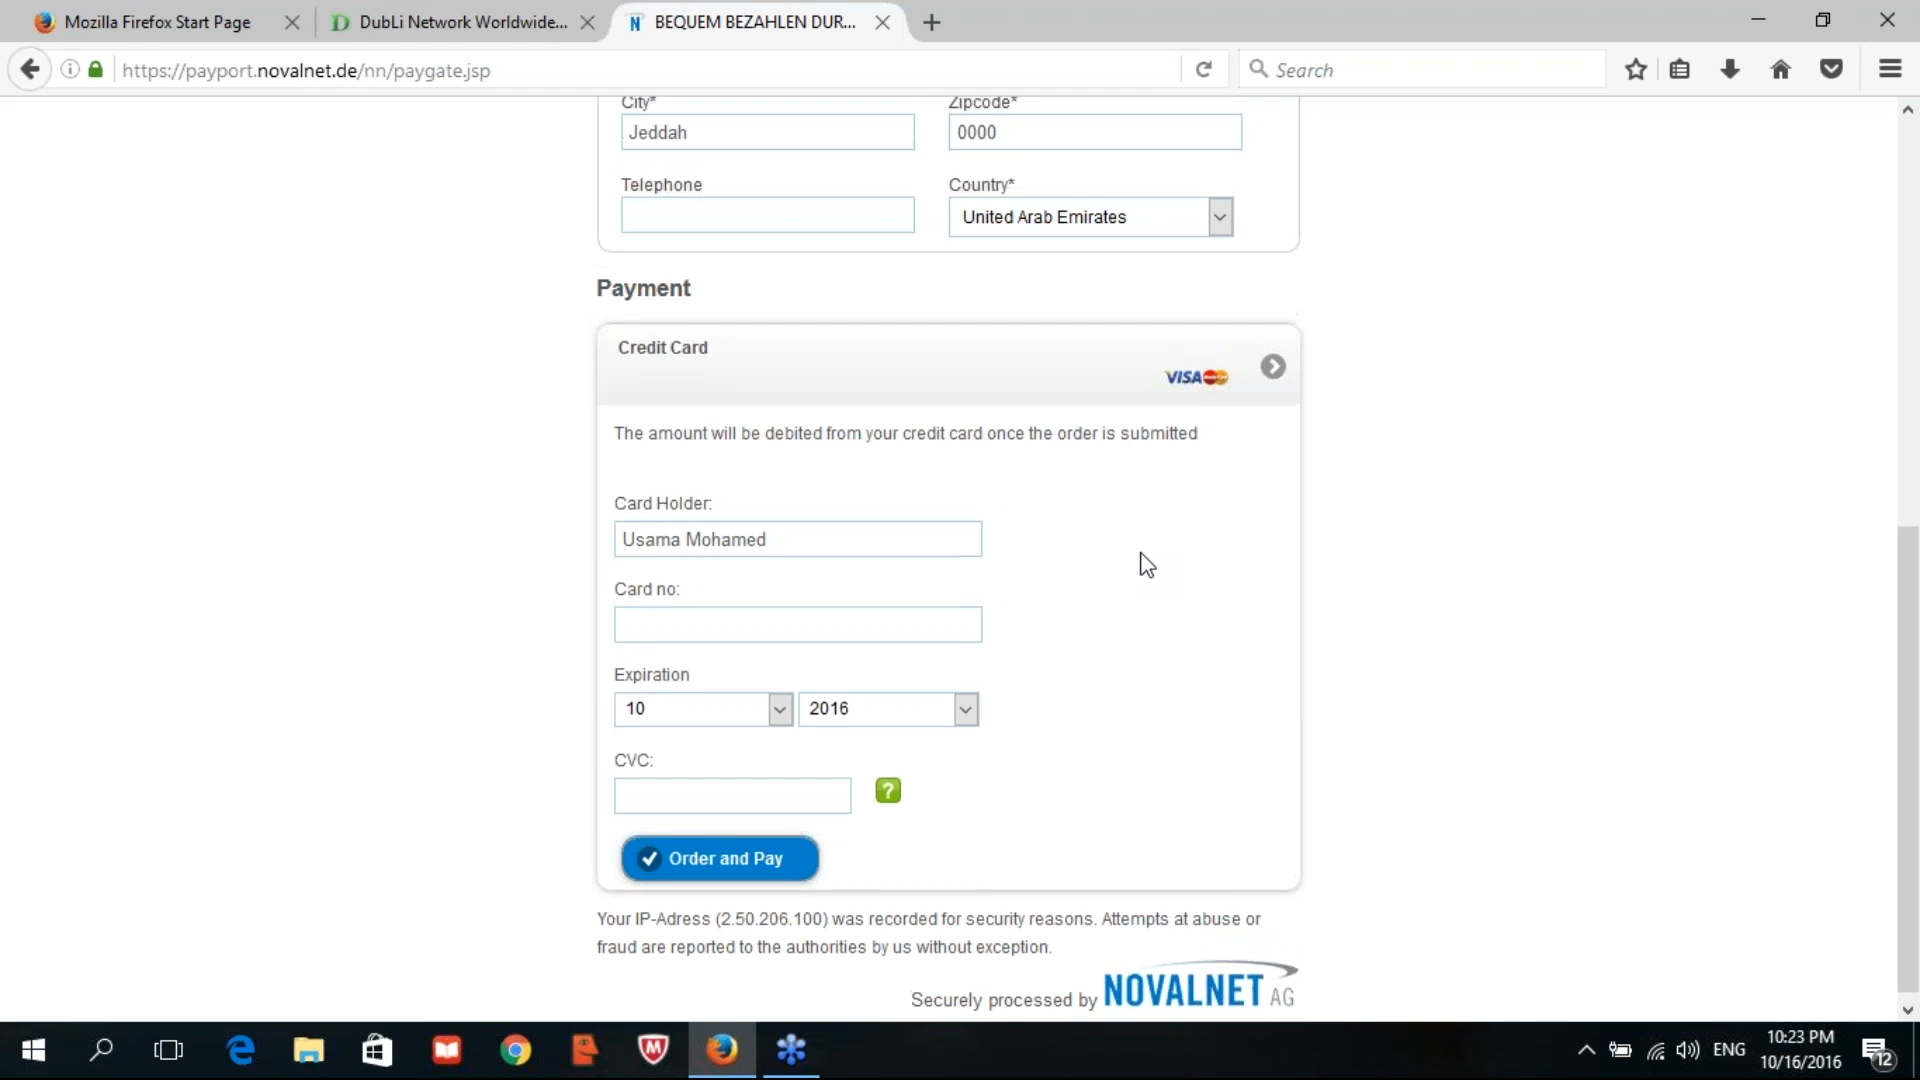 Mozilla Firefox Start Page
DubLi Network Worldwide...
BEQUEM BEZAHLEN DUR...
https://payport.novalnet.de/nn/paygate.jsp
Search
City*
Zipcode*
Jeddah
0000
Telephone
Country*
United Arab Emirates
Payment
Credit Card
VISA
The amount will be debited from your credit card once the order is submitted
Card Holder:
Usama Mohamed
Card no:
Expiration
10
2016
CVC:
?
Order and Pay
Your IP-Adress (2.50.206.100) was recorded for security reasons. Attempts at abuse or
fraud are reported to the authorities by us without exception.
Securely processed by NOVALNET AG
ENG
10:23 PM
10/16/2016
12